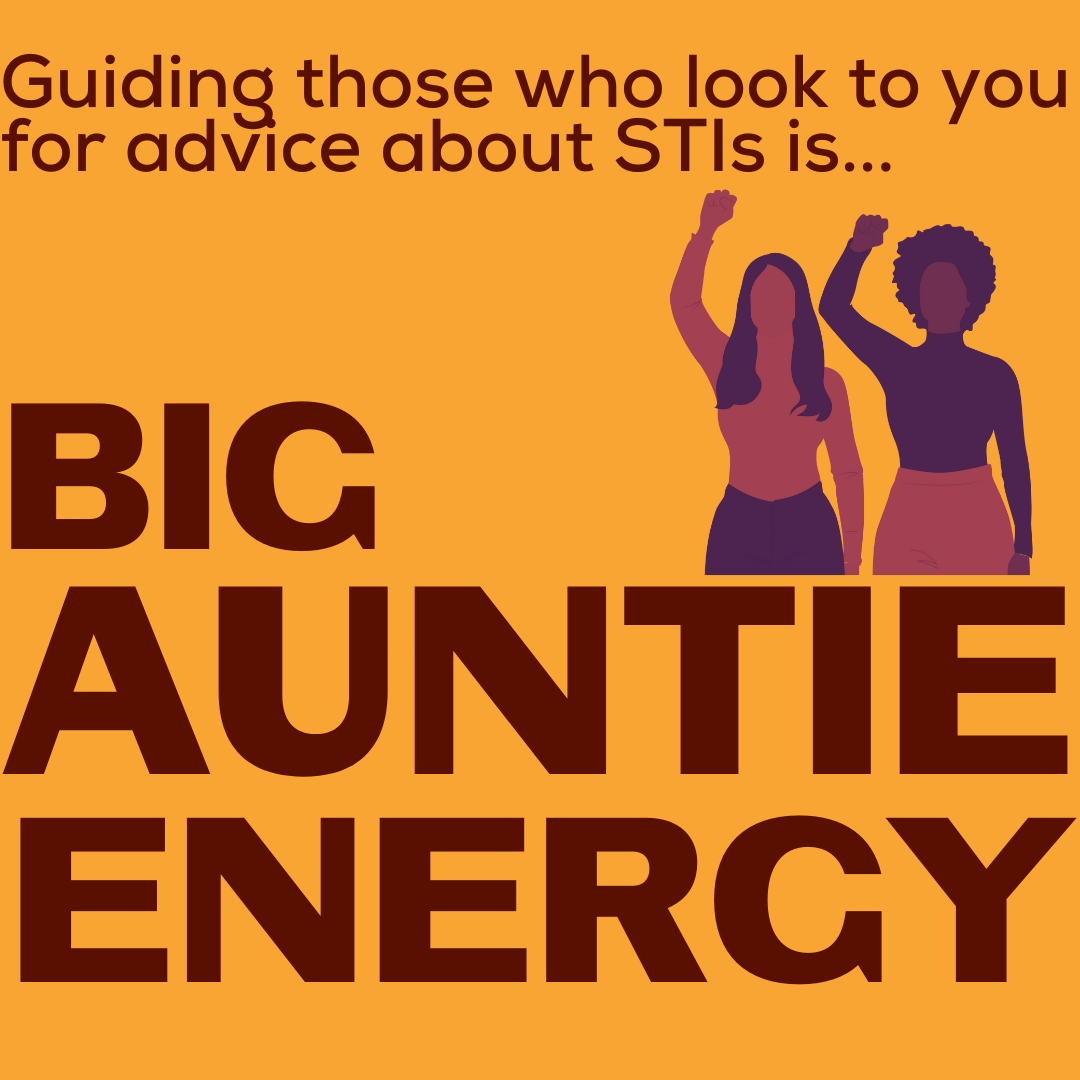 Guiding those who look to you
for advice about STIs is...
BIG
AUNTIE
ENERGY